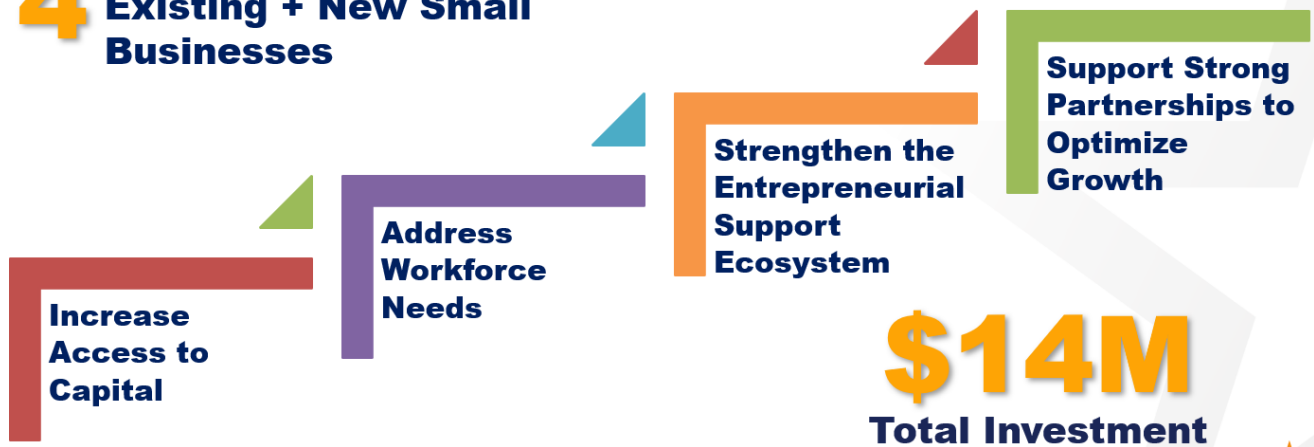 4 Existing + New Small
Businesses
Support Strong
Partnerships to
Optimize
Growth
Strengthen the
Entrepreneurial
Support
Ecosystem
Address
Workforce
Needs
Increase
Access to
Capital
$14M
Total Investment